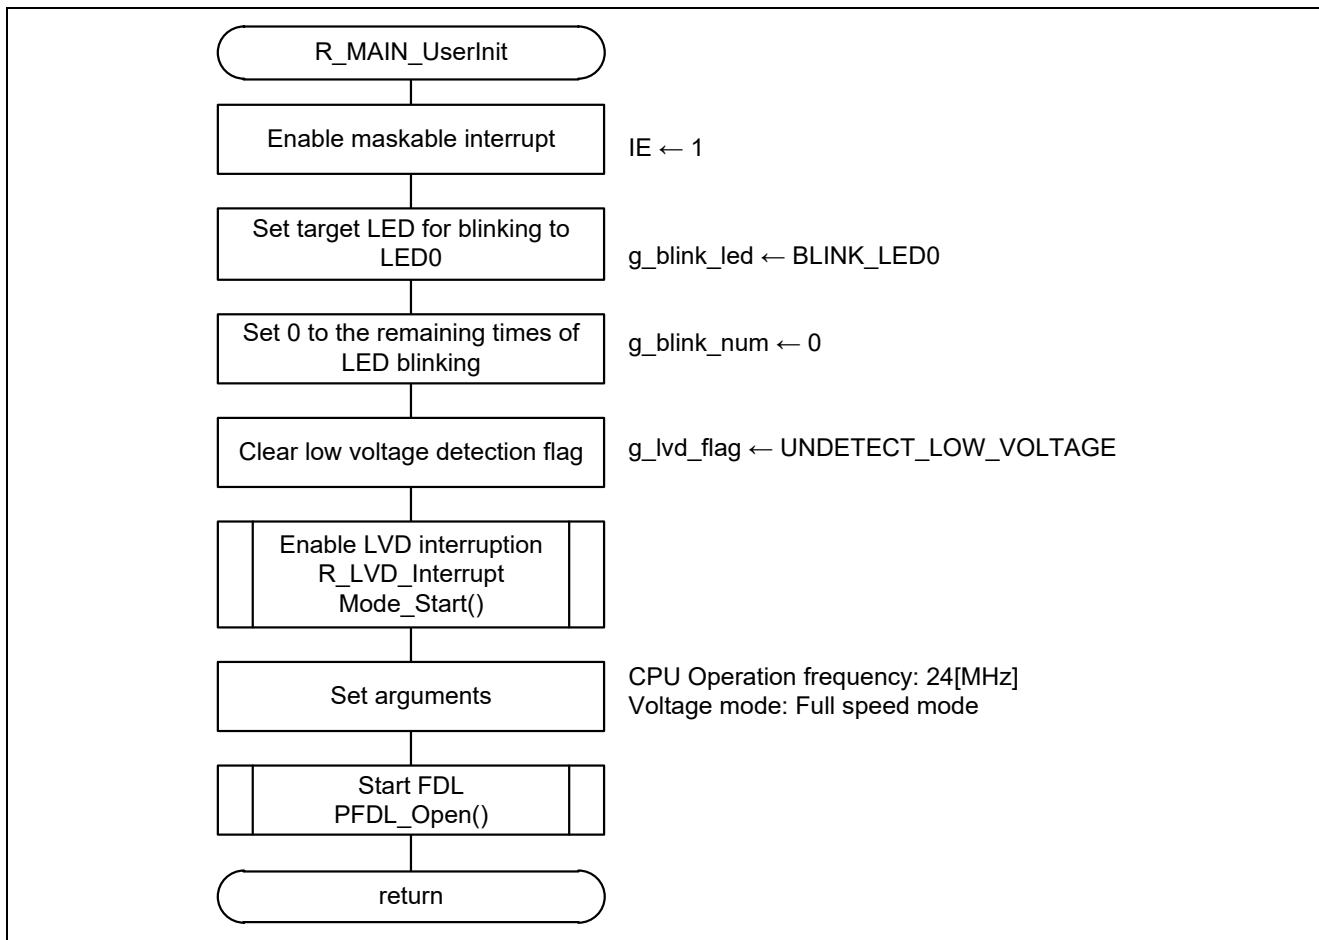 R_MAIN_UserInit
Enable maskable interrupt
IE ← 1
Set target LED for blinking to
LED0
g_blink_led ← BLINK_LED0
Set 0 to the remaining times of
LED blinking
g_blink_num ← 0
Clear low voltage detection flag
g_lvd_flag ← UNDETECT_LOW_VOLTAGE
Enable LVD interruption
R_LVD_Interrupt
Mode_Start()
Set arguments
CPU Operation frequency: 24[MHz]
Voltage mode: Full speed mode
Start FDL
PFDL_Open()
return